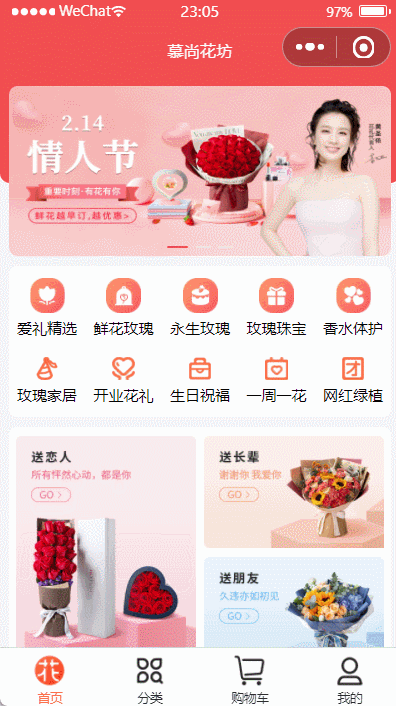 WeChat 23:05 97%
慕尚花坊
2.14
情人节
重要时刻·有花有你
鲜花越早订,越优惠>
爱礼精选 鲜花玫瑰 永生玫瑰 玫瑰珠宝 香水体护
玫瑰家居 开业花礼 生日祝福 一周一花 网红绿植
送恋人
所有怦然心动，都是你
GO >
送长辈
谢谢你 我爱你
GO >
送朋友
久违亦如初见
GO >
花
首页 分类 购物车 我的